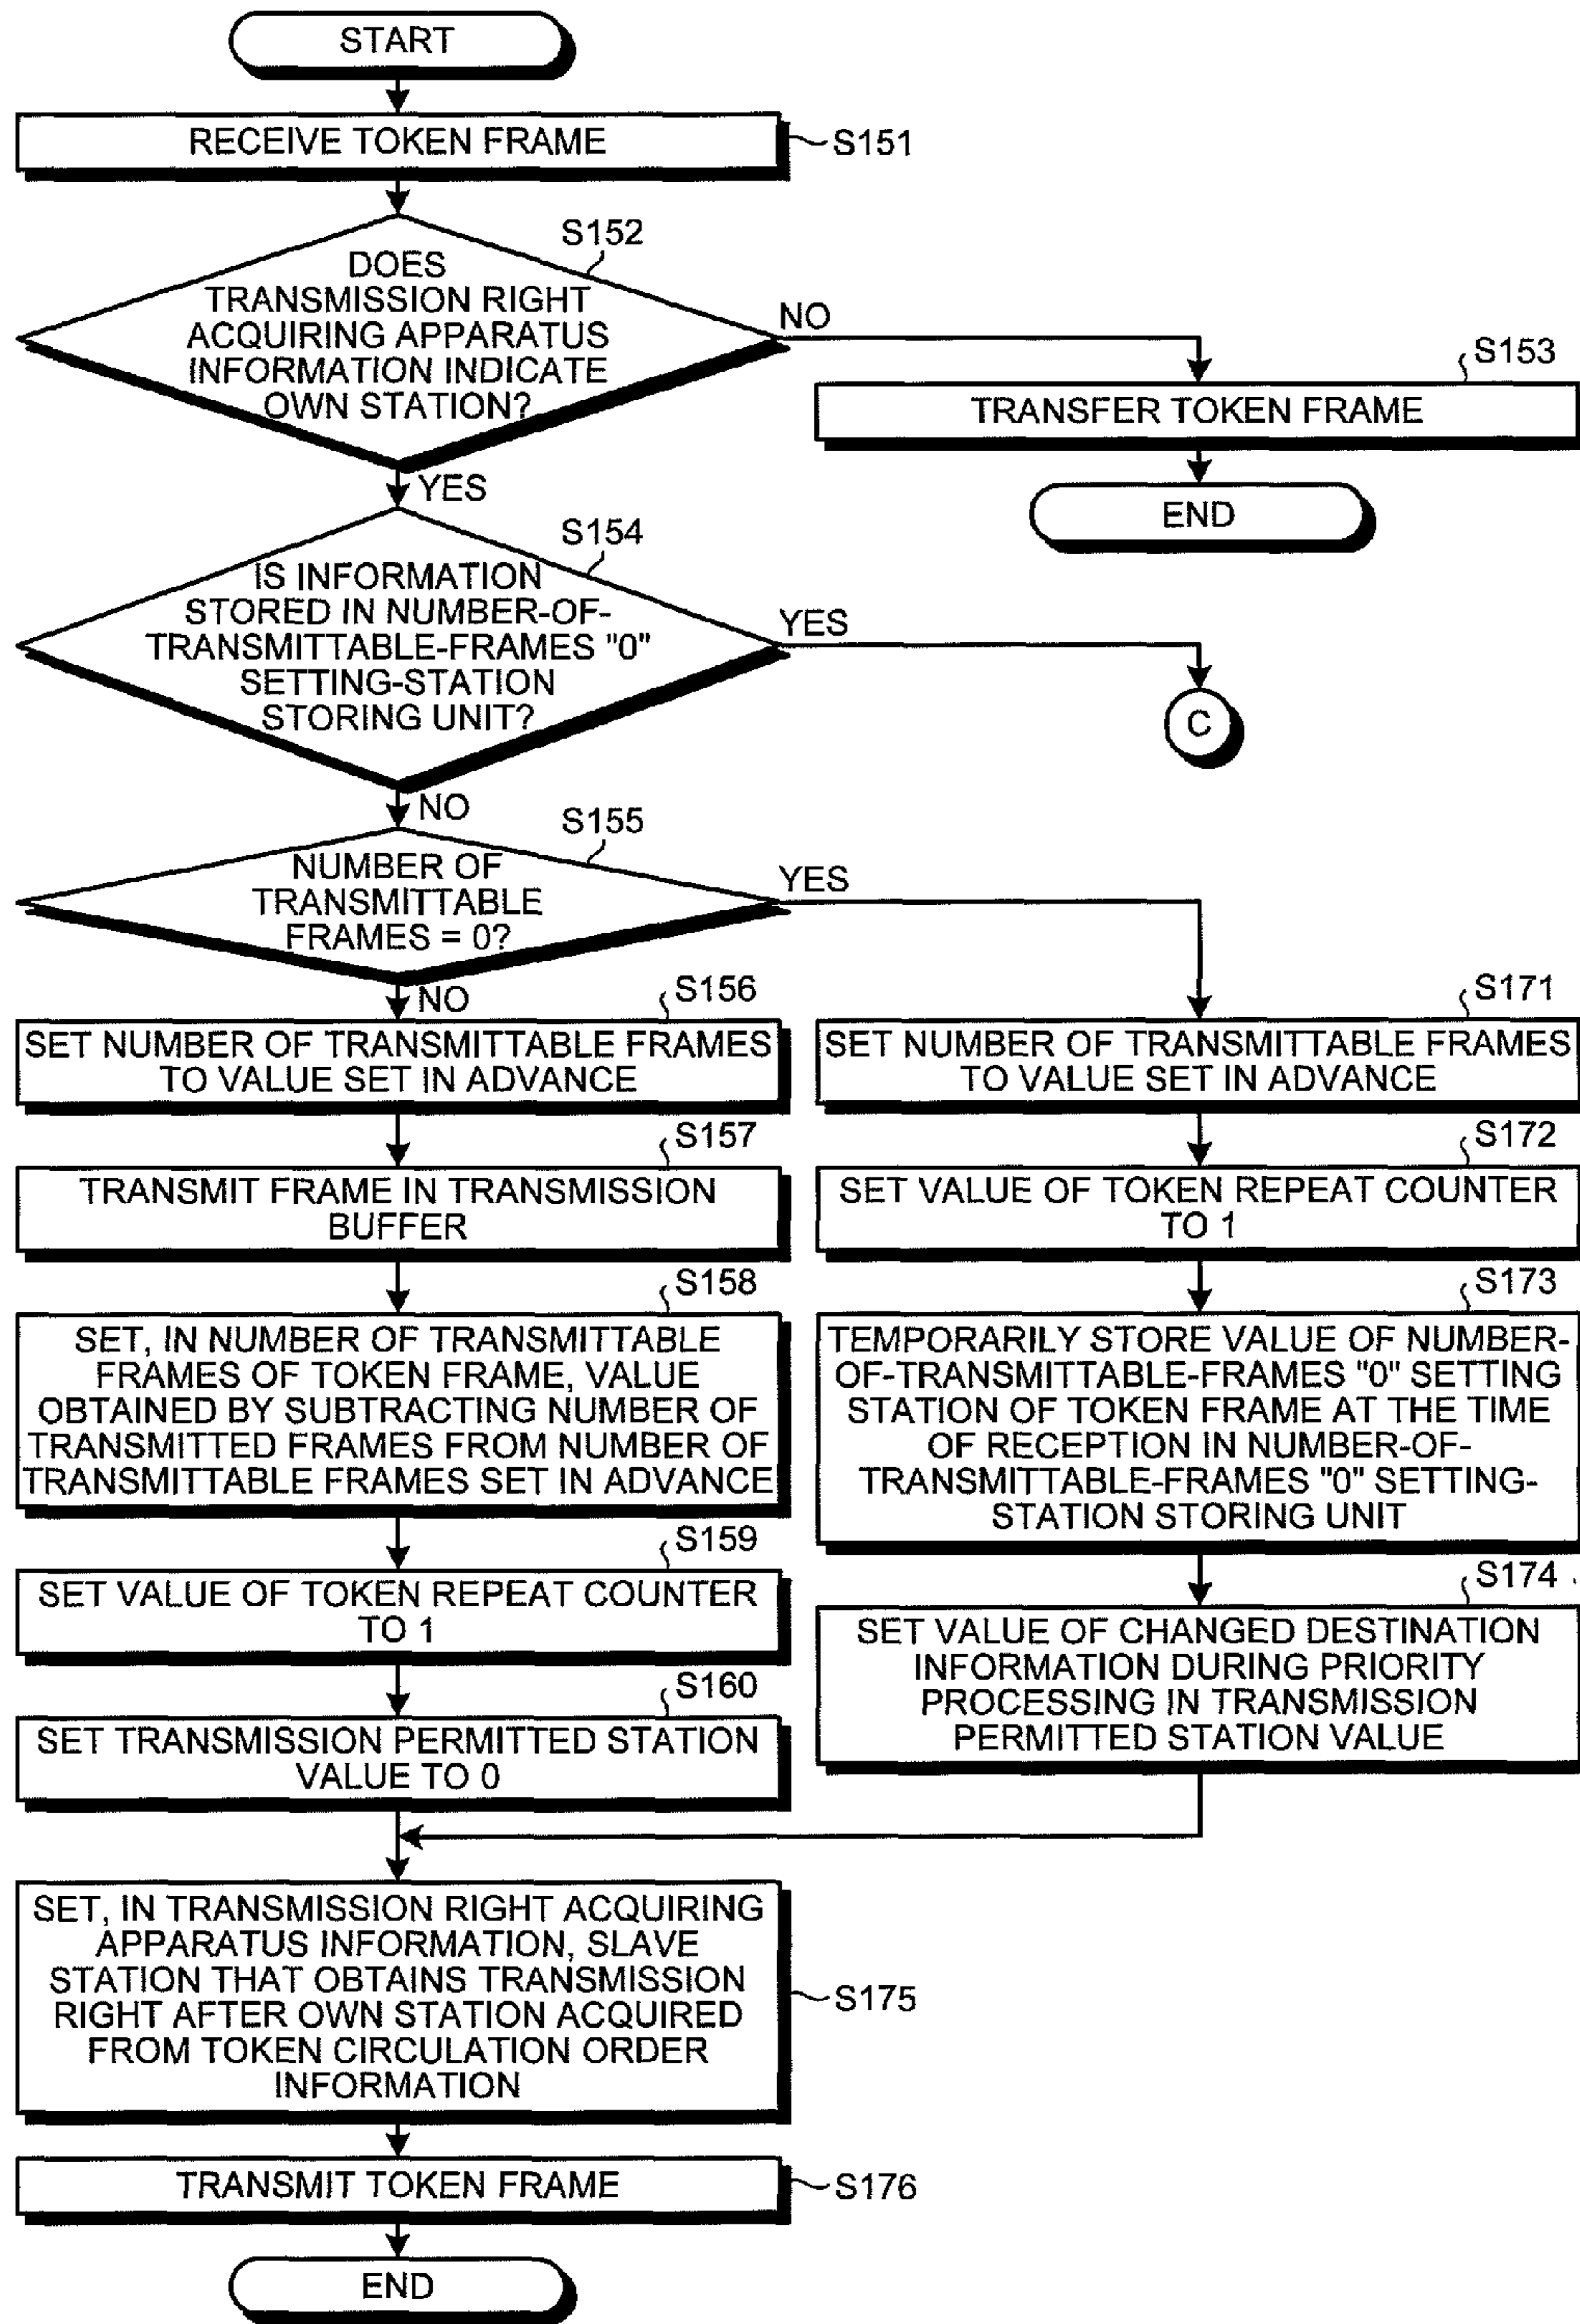 START
RECEIVE TOKEN FRAME
S151
S152
DOES
TRANSMISSION RIGHT
ACQUIRING APPARATUS
INFORMATION INDICATE
OWN STATION?
NO
S153
TRANSFER TOKEN FRAME
END
YES
S154
IS INFORMATION
STORED IN NUMBER-OF-
TRANSMITTABLE-FRAMES "0"
SETTING-STATION
STORING UNIT?
YES
C
NO
S155
NUMBER OF
TRANSMITTABLE
FRAMES = 0?
YES
NO
S156
SET NUMBER OF TRANSMITTABLE FRAMES
TO VALUE SET IN ADVANCE
S157
TRANSMIT FRAME IN TRANSMISSION
BUFFER
S158
SET, IN NUMBER OF TRANSMITTABLE
FRAMES OF TOKEN FRAME, VALUE
OBTAINED BY SUBTRACTING NUMBER OF
TRANSMITTED FRAMES FROM NUMBER OF
TRANSMITTABLE FRAMES SET IN ADVANCE
S159
SET VALUE OF TOKEN REPEAT COUNTER
TO 1
S160
SET TRANSMISSION PERMITTED STATION
VALUE TO 0
S171
SET NUMBER OF TRANSMITTABLE FRAMES
TO VALUE SET IN ADVANCE
S172
SET VALUE OF TOKEN REPEAT COUNTER
TO 1
S173
TEMPORARILY STORE VALUE OF NUMBER-
OF-TRANSMITTABLE-FRAMES "0" SETTING
STATION OF TOKEN FRAME AT THE TIME
OF RECEPTION IN NUMBER-OF-
TRANSMITTABLE-FRAMES "0" SETTING-
STATION STORING UNIT
S174
SET VALUE OF CHANGED DESTINATION
INFORMATION DURING PRIORITY
PROCESSING IN TRANSMISSION
PERMITTED STATION VALUE
SET, IN TRANSMISSION RIGHT ACQUIRING
APPARATUS INFORMATION, SLAVE
STATION THAT OBTAINS TRANSMISSION
RIGHT AFTER OWN STATION ACQUIRED
FROM TOKEN CIRCULATION ORDER
INFORMATION
S175
TRANSMIT TOKEN FRAME
S176
END